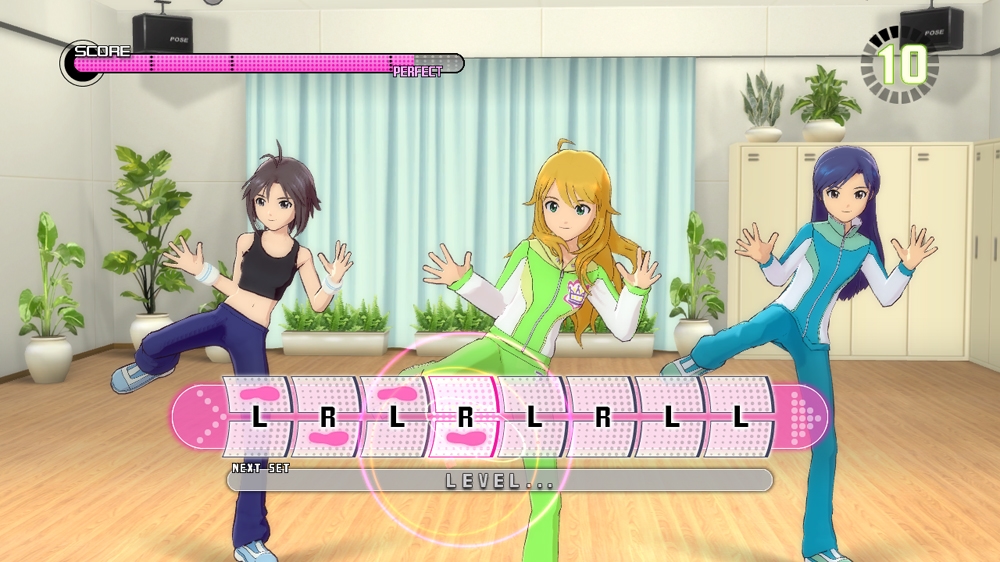 POSE
POSE
SCORE
PERFECT
10
L R L R L R L L
NEXT SET
LEVEL...